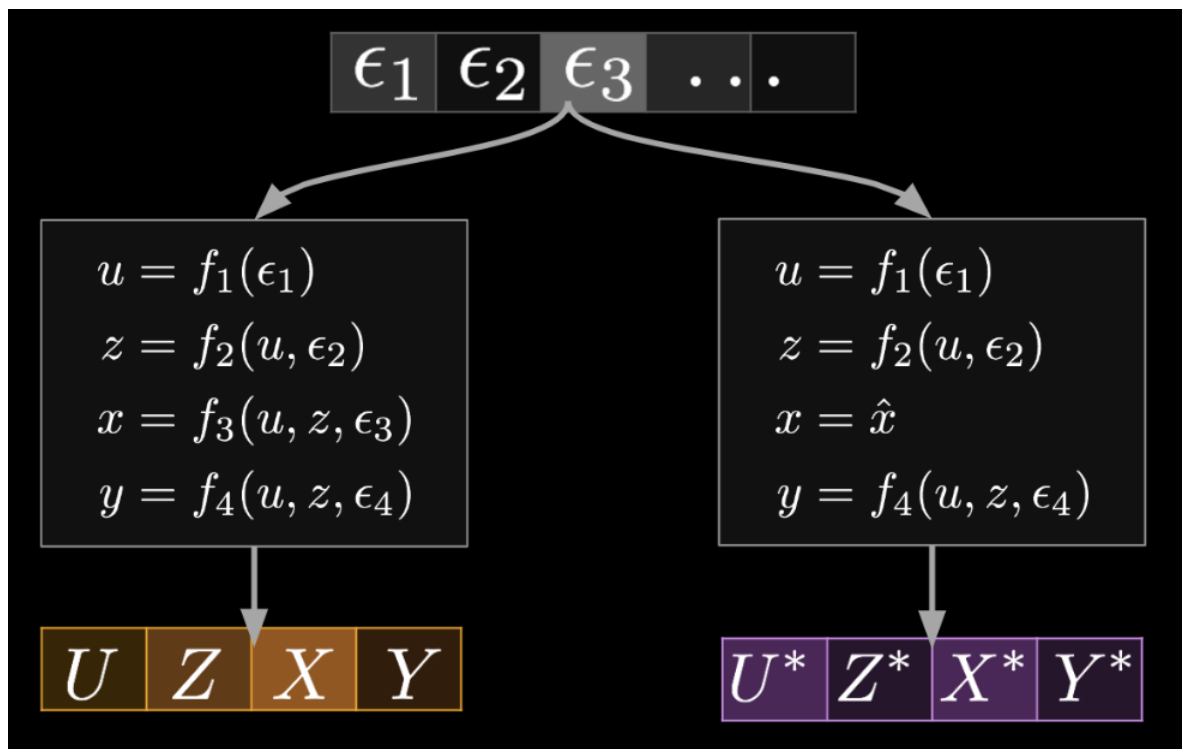 ϵ₁ ϵ₂ ϵ₃ ...
u = f₁(ϵ₁)
z = f₂(u, ϵ₂)
x = f₃(u, z, ϵ₃)
y = f₄(u, z, ϵ₄)
u = f₁(ϵ₁)
z = f₂(u, ϵ₂)
x = x̂
y = f₄(u, z, ϵ₄)
U Z X Y
U* Z* X* Y*